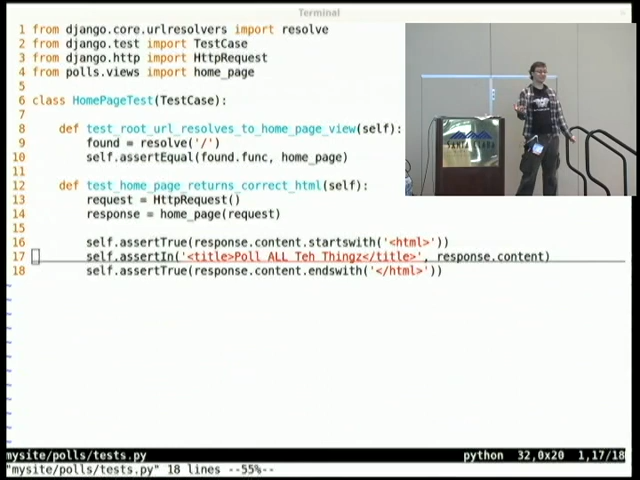 Terminal
1 from django.core.urlresolvers import resolve
2 from django.test import TestCase
3 from django.http import HttpRequest
4 from polls.views import home_page
5
6 class HomePageTest(TestCase):
7
8     def test_root_url_resolves_to_home_page_view(self):
9         found = resolve('/')
10         self.assertEqual(found.func, home_page)
11
12     def test_home_page_returns_correct_html(self):
13         request = HttpRequest()
14         response = home_page(request)
15
16         self.assertTrue(response.content.startswith('<html>'))
17         self.assertIn('<title>Poll ALL Teh Thingz</title>', response.content)
18         self.assertTrue(response.content.endswith('</html>'))
~
~
~
~
~
~
~
~
~
~
~
~
mysite/polls/tests.py python 32,0x20 1,17/18
"mysite/polls/tests.py" 18 lines --55%--
SANTA CLARA